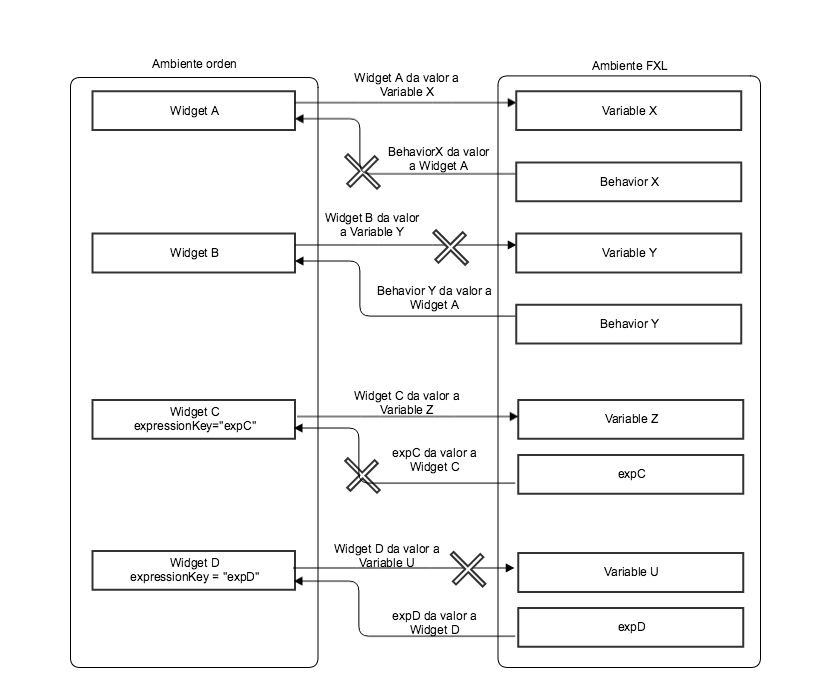 Ambiente orden
Ambiente FXL
Widget A da valor a
Variable X
Widget A
Variable X
BehaviorX da valor
a Widget A
Behavior X
Widget B da valor
a Variable Y
Widget B
Variable Y
Behavior Y da valor a
Widget A
Behavior Y
Widget C da valor a
Variable Z
Widget C
expressionKey="expC"
Variable Z
expC da valor a
Widget C
expC
Widget D da valor a
Variable U
Widget D
expressionKey = "expD"
Variable U
expD da valor a
Widget D
expD